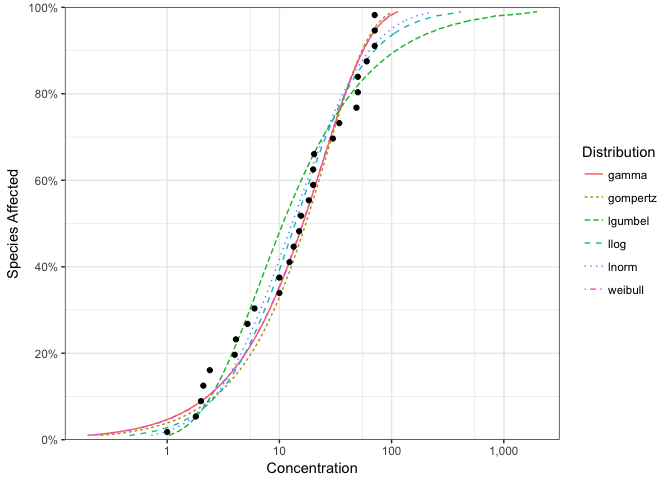 100%
80%
60%
40%
20%
0%
Species Affected
1
10
100
1,000
Concentration
Distribution
gamma
gompertz
lgumbel
llog
lnorm
weibull